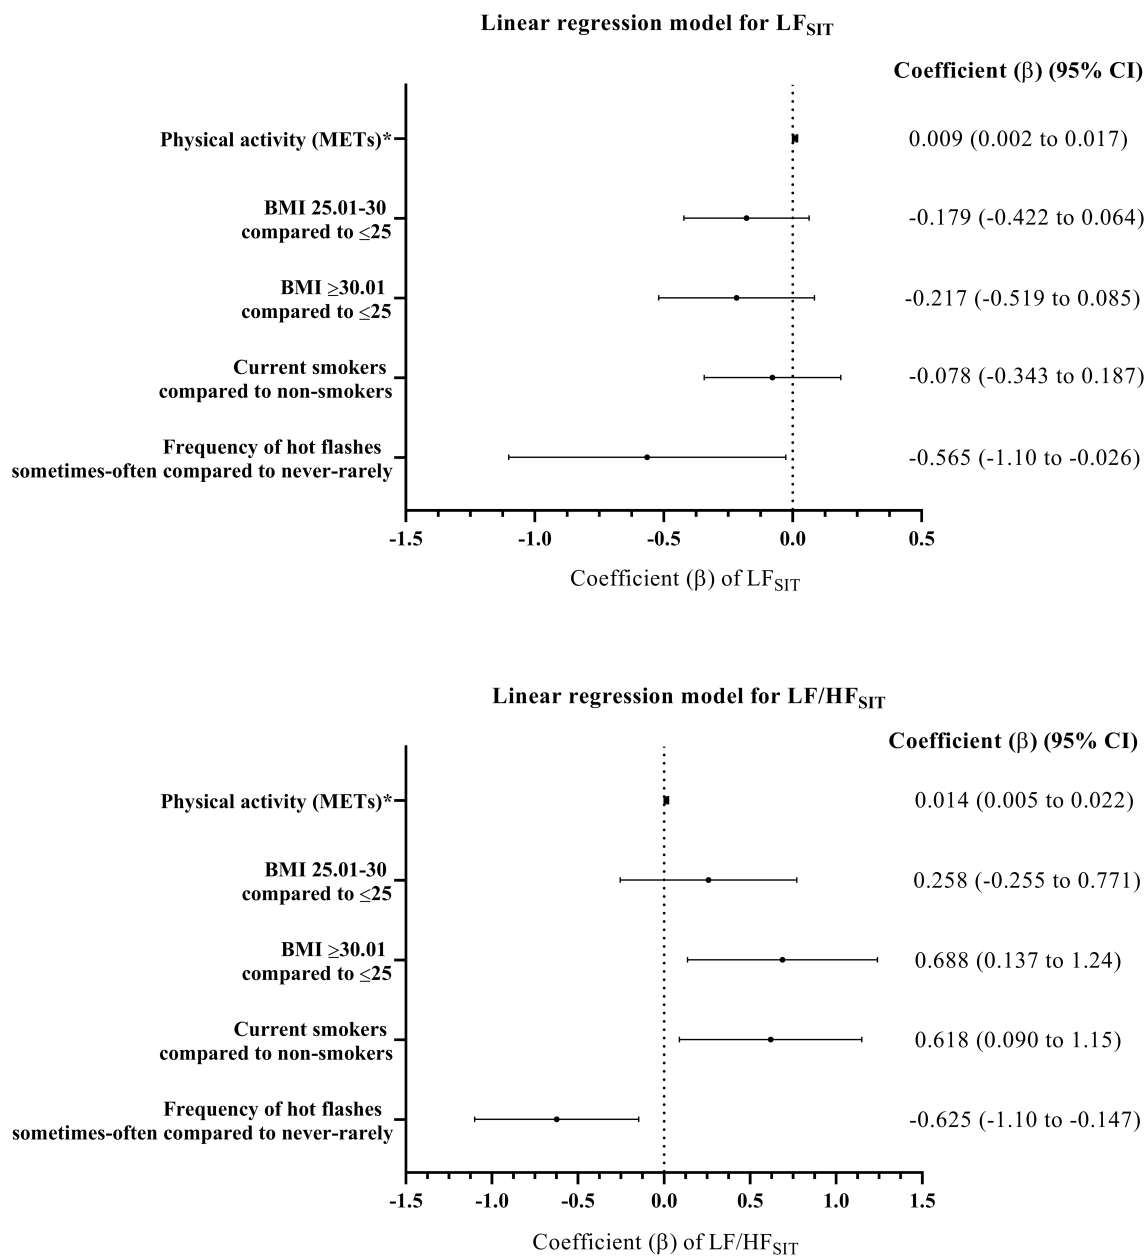 Linear regression model for LFSIT
Coefficient (β) (95% CI)
Physical activity (METs)*
0.009 (0.002 to 0.017)
BMI 25.01-30
compared to ≤25
-0.179 (-0.422 to 0.064)
BMI ≥30.01
compared to ≤25
-0.217 (-0.519 to 0.085)
Current smokers
compared to non-smokers
-0.078 (-0.343 to 0.187)
Frequency of hot flashes
sometimes-often compared to never-rarely
-0.565 (-1.10 to -0.026)
-1.5 -1.0 -0.5 0.0 0.5
Coefficient (β) of LFSIT
Linear regression model for LF/HFSIT
Coefficient (β) (95% CI)
Physical activity (METs)*
0.014 (0.005 to 0.022)
BMI 25.01-30
compared to ≤25
0.258 (-0.255 to 0.771)
BMI ≥30.01
compared to ≤25
0.688 (0.137 to 1.24)
Current smokers
compared to non-smokers
0.618 (0.090 to 1.15)
Frequency of hot flashes
sometimes-often compared to never-rarely
-0.625 (-1.10 to -0.147)
-1.5 -1.0 -0.5 0.0 0.5 1.0 1.5
Coefficient (β) of LF/HFSIT